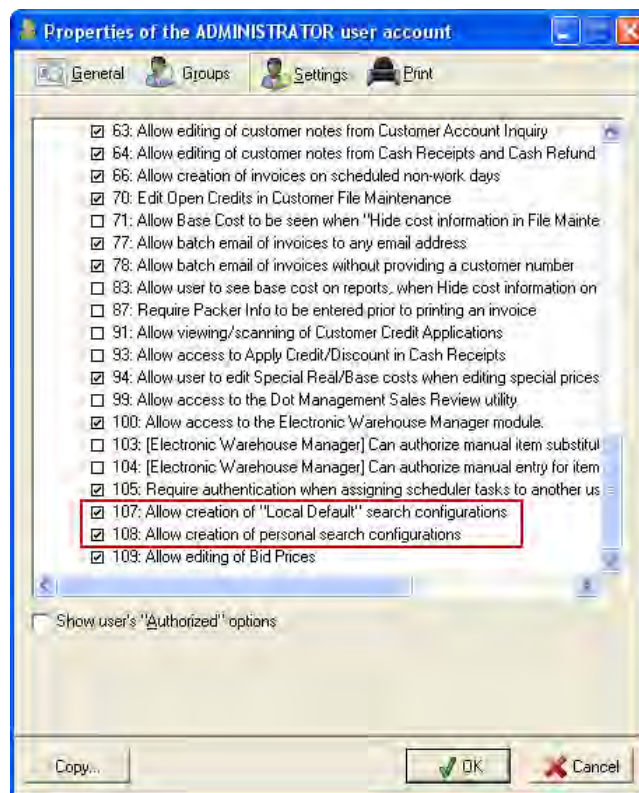 Properties of the ADMINISTRATOR user account
General Groups Settings Print
63: Allow editing of customer notes from Customer Account Inquiry
64: Allow editing of customer notes from Cash Receipts and Cash Refund
66: Allow creation of invoices on scheduled non-work days
70: Edit Open Credits in Customer File Maintenance
71: Allow Base Cost to be seen when "Hide cost information in File Mainte
77: Allow batch email of invoices to any email address
78: Allow batch email of invoices without providing a customer number
83: Allow user to see base cost on reports, when Hide cost information on
87: Require Packer Info to be entered prior to printing an invoice
91: Allow viewing/scanning of Customer Credit Applications
93: Allow access to Apply Credit/Discount in Cash Receipts
94: Allow user to edit Special Real/Base costs when editing special prices
99: Allow access to the Dot Management Sales Review utility
100: Allow access to the Electronic Warehouse Manager module.
103: [Electronic Warehouse Manager] Can authorize manual item substitut
104: [Electronic Warehouse Manager] Can authorize manual entry for item
105: Require authentication when assigning scheduler tasks to another us
107: Allow creation of "Local Default" search configurations
108: Allow creation of personal search configurations
109: Allow editing of Bid Prices
Show user's "Authorized" options
Copy... OK Cancel